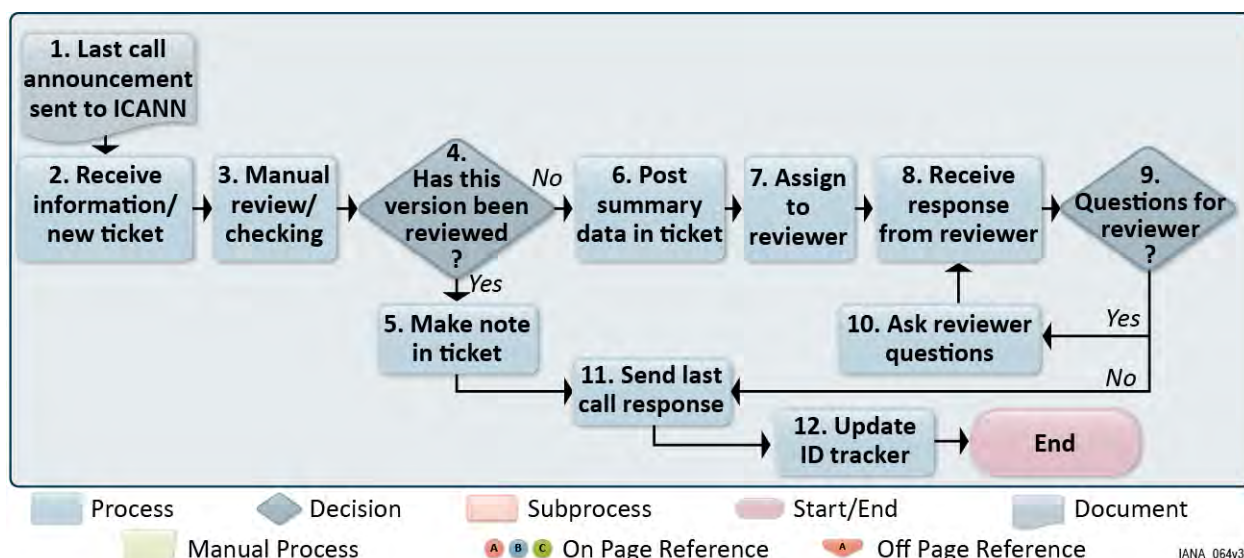 1. Last call
announcement
sent to ICANN
2. Receive
information/
new ticket
3. Manual
review/
checking
4.
Has this
version been
reviewed
?
No
Yes
5. Make note
in ticket
6. Post
summary
data in ticket
7. Assign
to
reviewer
8. Receive
response
from reviewer
9.
Questions for
reviewer
?
Yes
No
10. Ask reviewer
questions
11. Send last
call response
12. Update
ID tracker
End
Process
Decision
Subprocess
Start/End
Document
Manual Process
A B C On Page Reference
A Off Page Reference
IANA_064v3